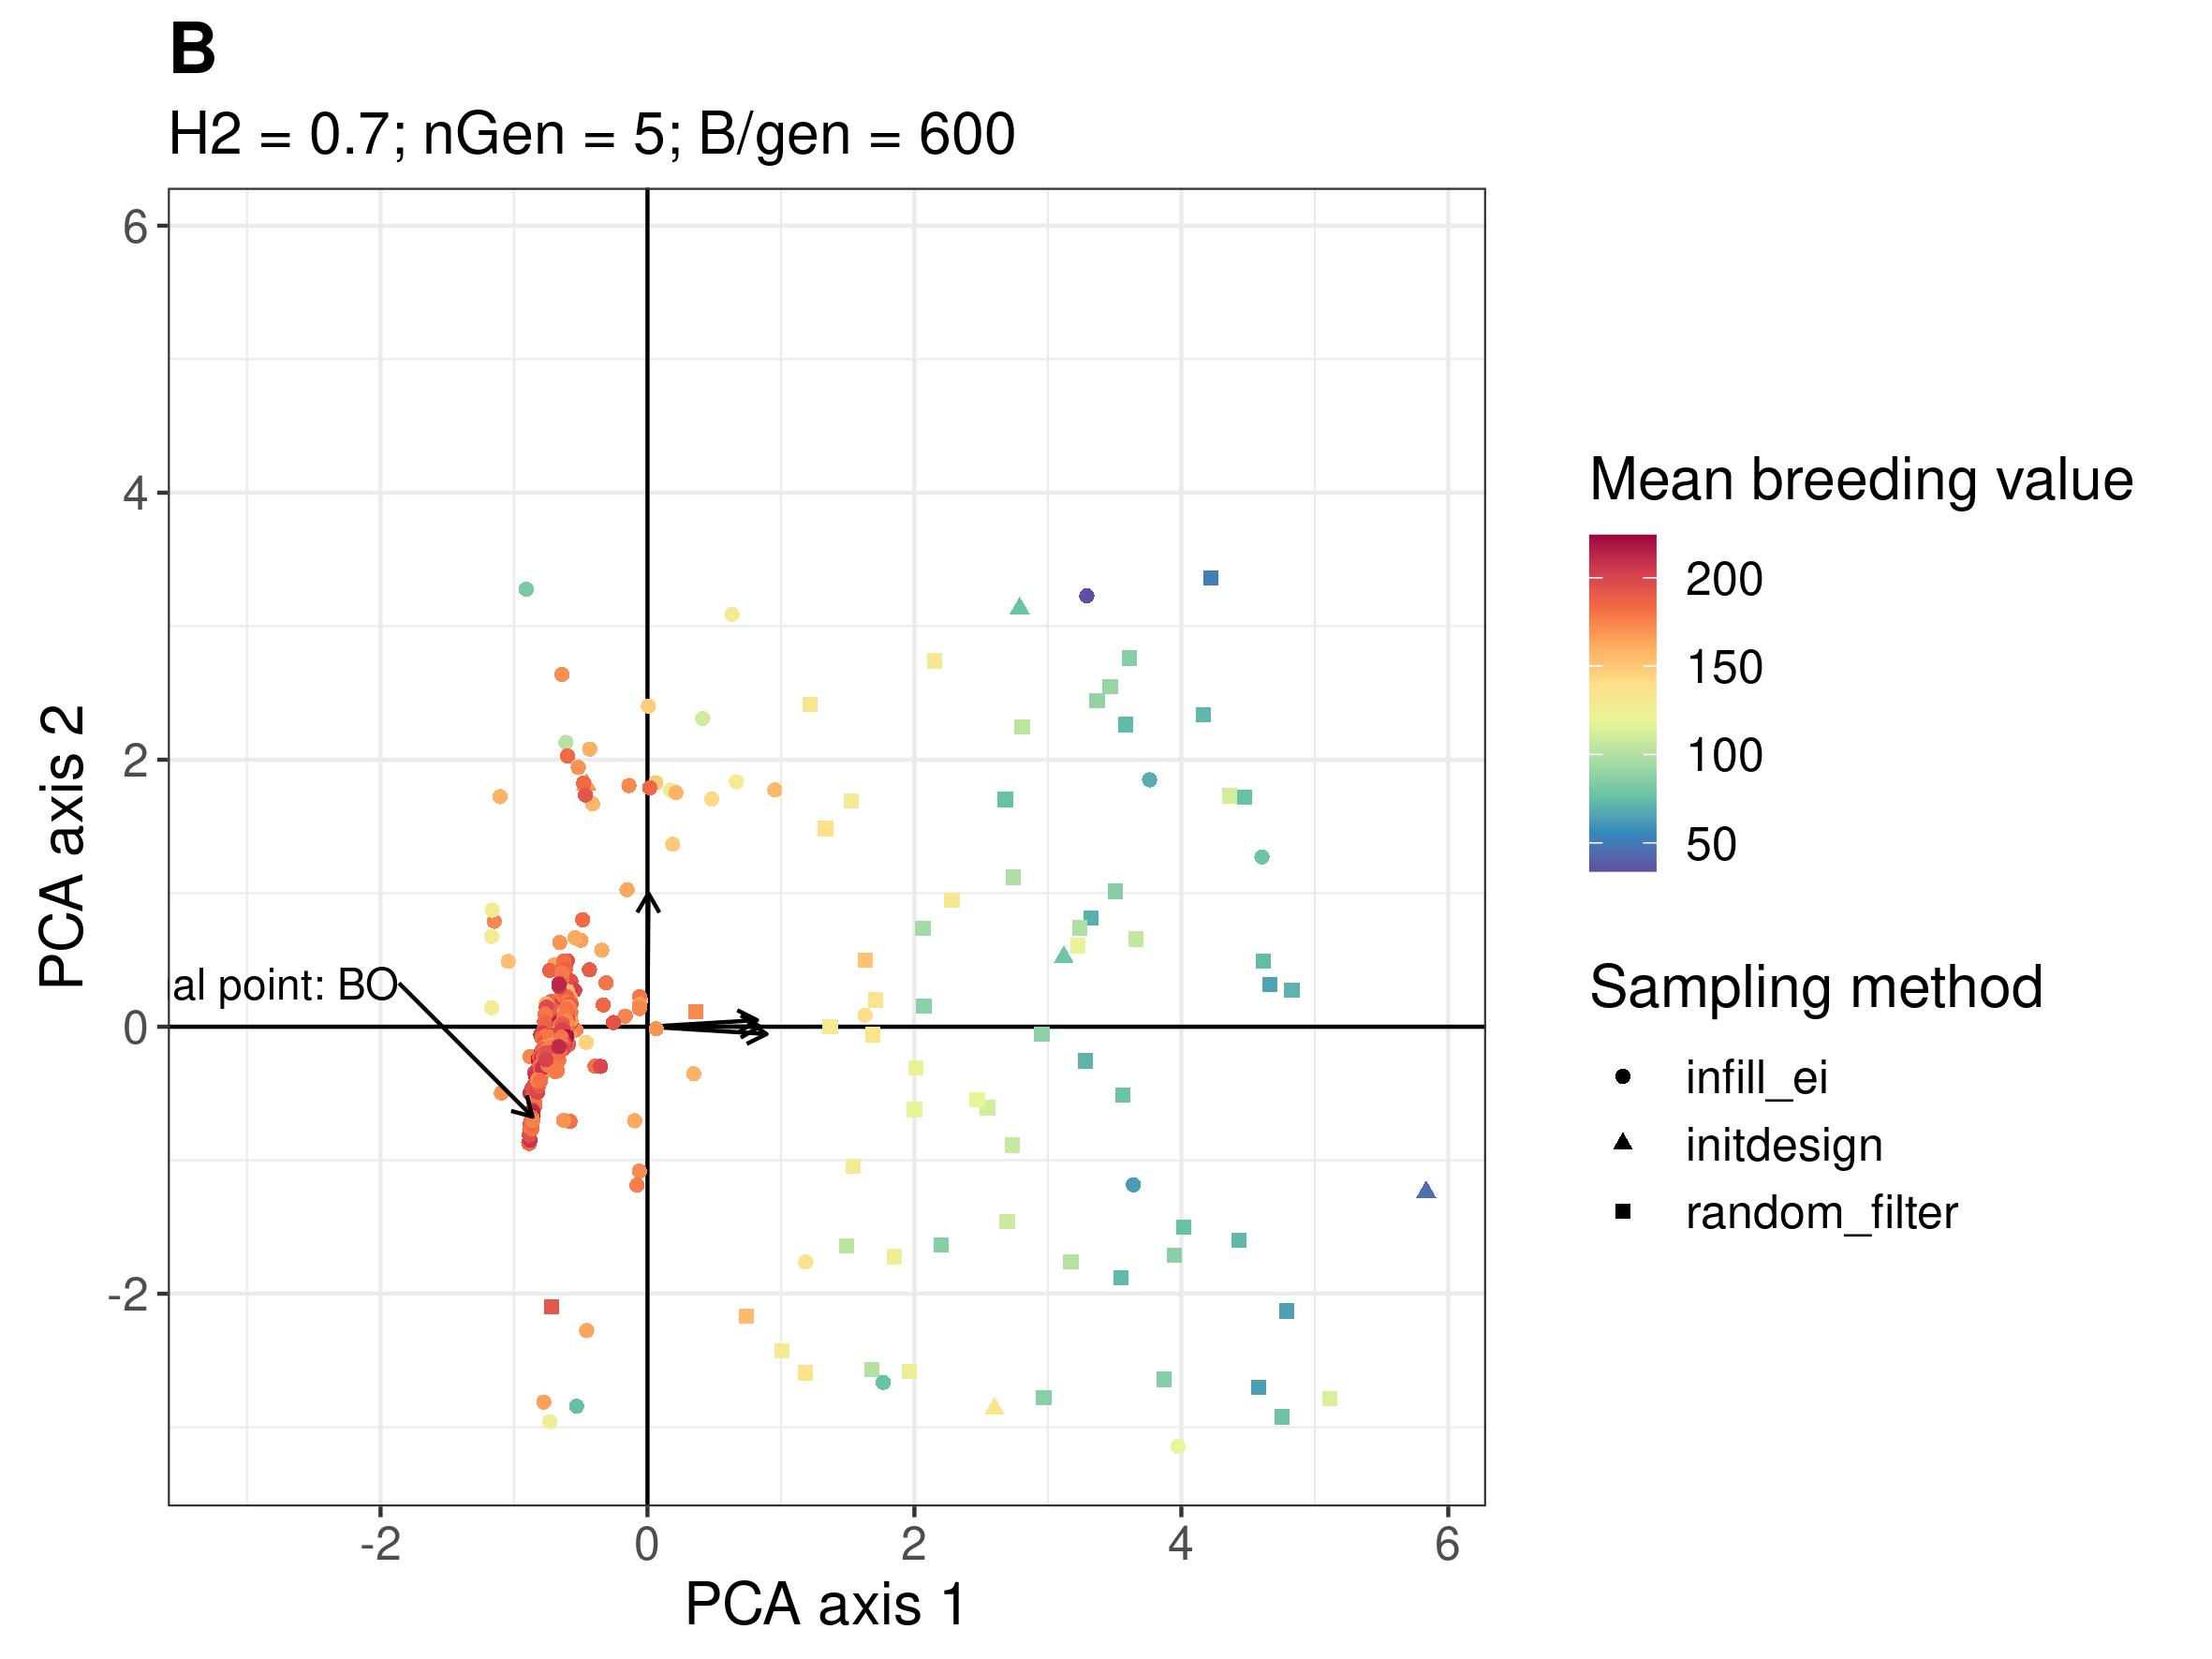 B
H2 = 0.7; nGen = 5; B/gen = 600
6
4
2
0
-2
PCA axis 2
al point: BO
-2
0
2
4
6
PCA axis 1
Mean breeding value
200
150
100
50
Sampling method
infill_ei
initdesign
random_filter